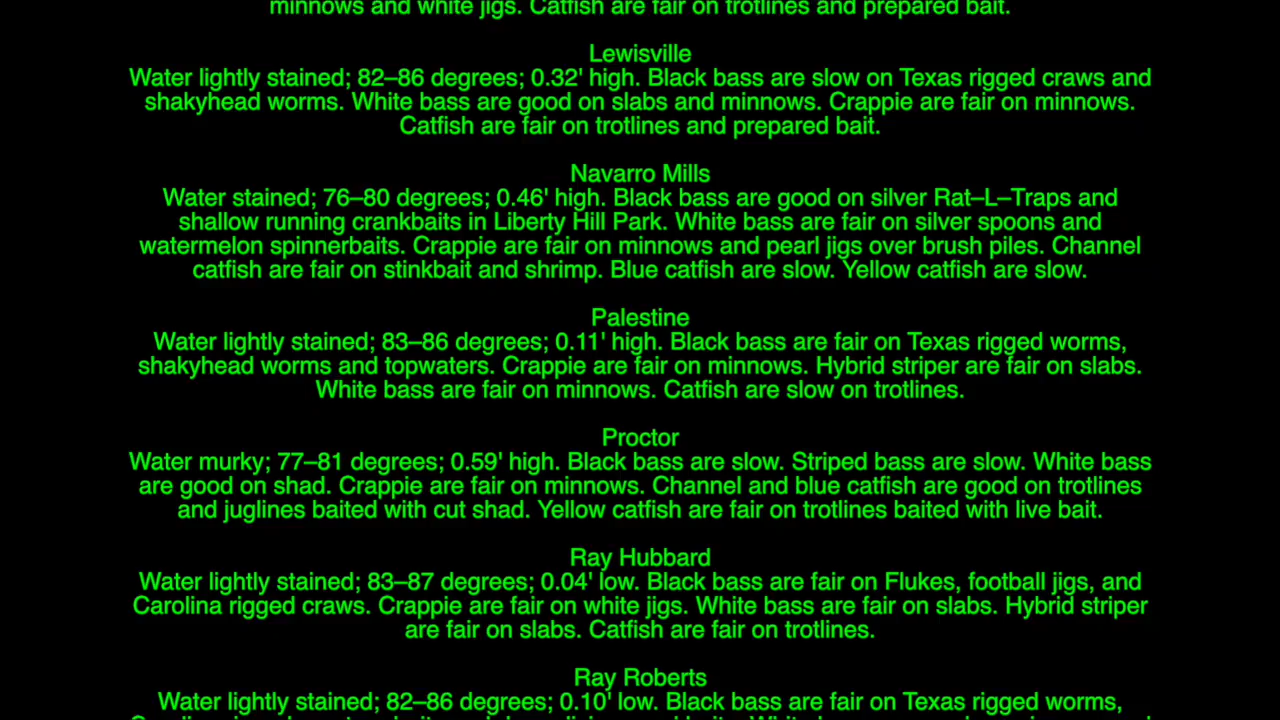 minnows and white jigs. Catfish are fair on trotlines and prepared bait.
Lewisville
Water lightly stained; 82–86 degrees; 0.32' high. Black bass are slow on Texas rigged craws and
shakyhead worms. White bass are good on slabs and minnows. Crappie are fair on minnows.
Catfish are fair on trotlines and prepared bait.
Navarro Mills
Water stained; 76–80 degrees; 0.46' high. Black bass are good on silver Rat–L–Traps and
shallow running crankbaits in Liberty Hill Park. White bass are fair on silver spoons and
watermelon spinnerbaits. Crappie are fair on minnows and pearl jigs over brush piles. Channel
catfish are fair on stinkbait and shrimp. Blue catfish are slow. Yellow catfish are slow.
Palestine
Water lightly stained; 83–86 degrees; 0.11' high. Black bass are fair on Texas rigged worms,
shakyhead worms and topwaters. Crappie are fair on minnows. Hybrid striper are fair on slabs.
White bass are fair on minnows. Catfish are slow on trotlines.
Proctor
Water murky; 77–81 degrees; 0.59' high. Black bass are slow. Striped bass are slow. White bass
are good on shad. Crappie are fair on minnows. Channel and blue catfish are good on trotlines
and juglines baited with cut shad. Yellow catfish are fair on trotlines baited with live bait.
Ray Hubbard
Water lightly stained; 83–87 degrees; 0.04' low. Black bass are fair on Flukes, football jigs, and
Carolina rigged craws. Crappie are fair on white jigs. White bass are fair on slabs. Hybrid striper
are fair on slabs. Catfish are fair on trotlines.
Ray Roberts
Water lightly stained; 82–86 degrees; 0.10' low. Black bass are fair on Texas rigged worms,